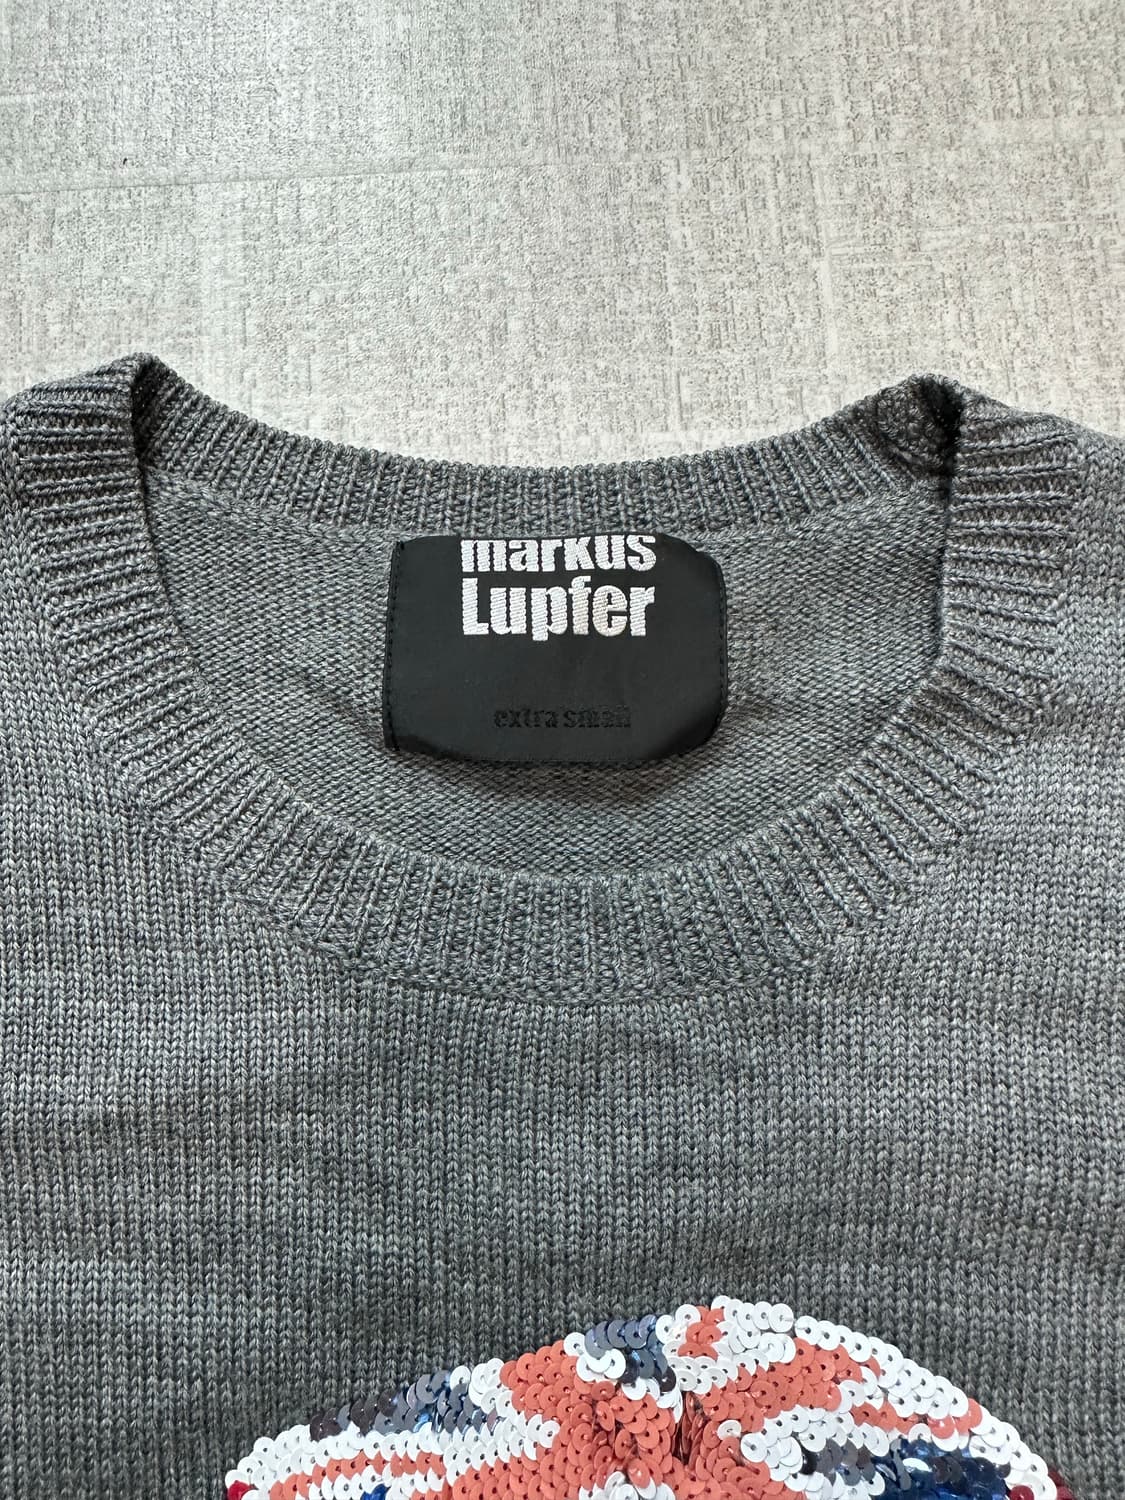 markus
Lupfer
extra small